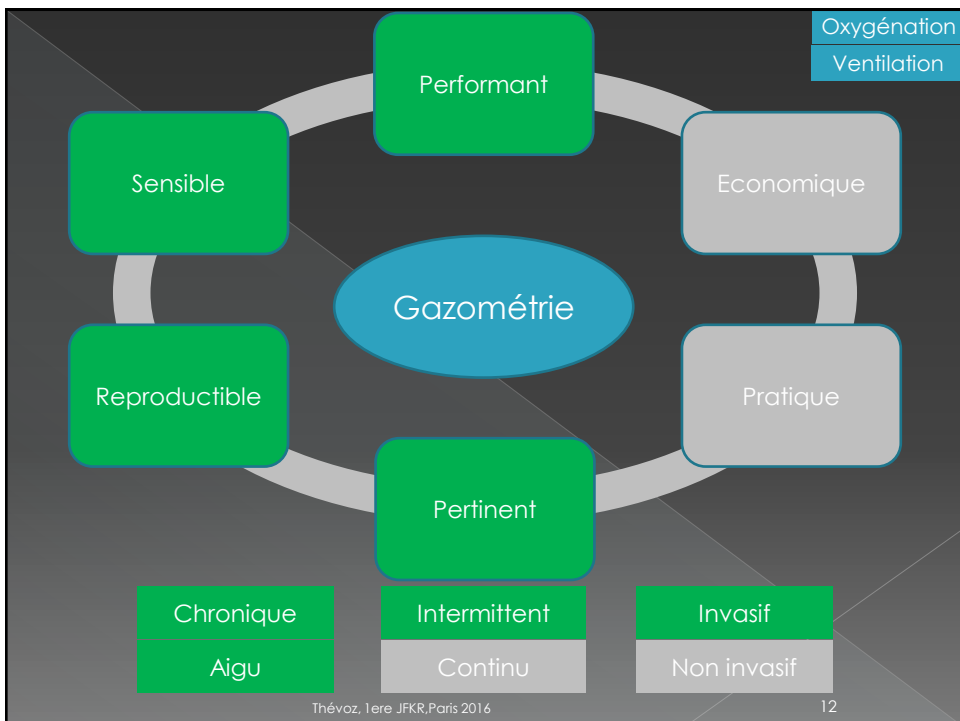 Oxygénation
Ventilation
Performant
Sensible
Economique
Gazométrie
Reproductible
Pratique
Pertinent
Chronique
Intermittent
Invasif
Aigu
Continu
Non invasif
Thévoz, 1ere JFKR,Paris 2016
12